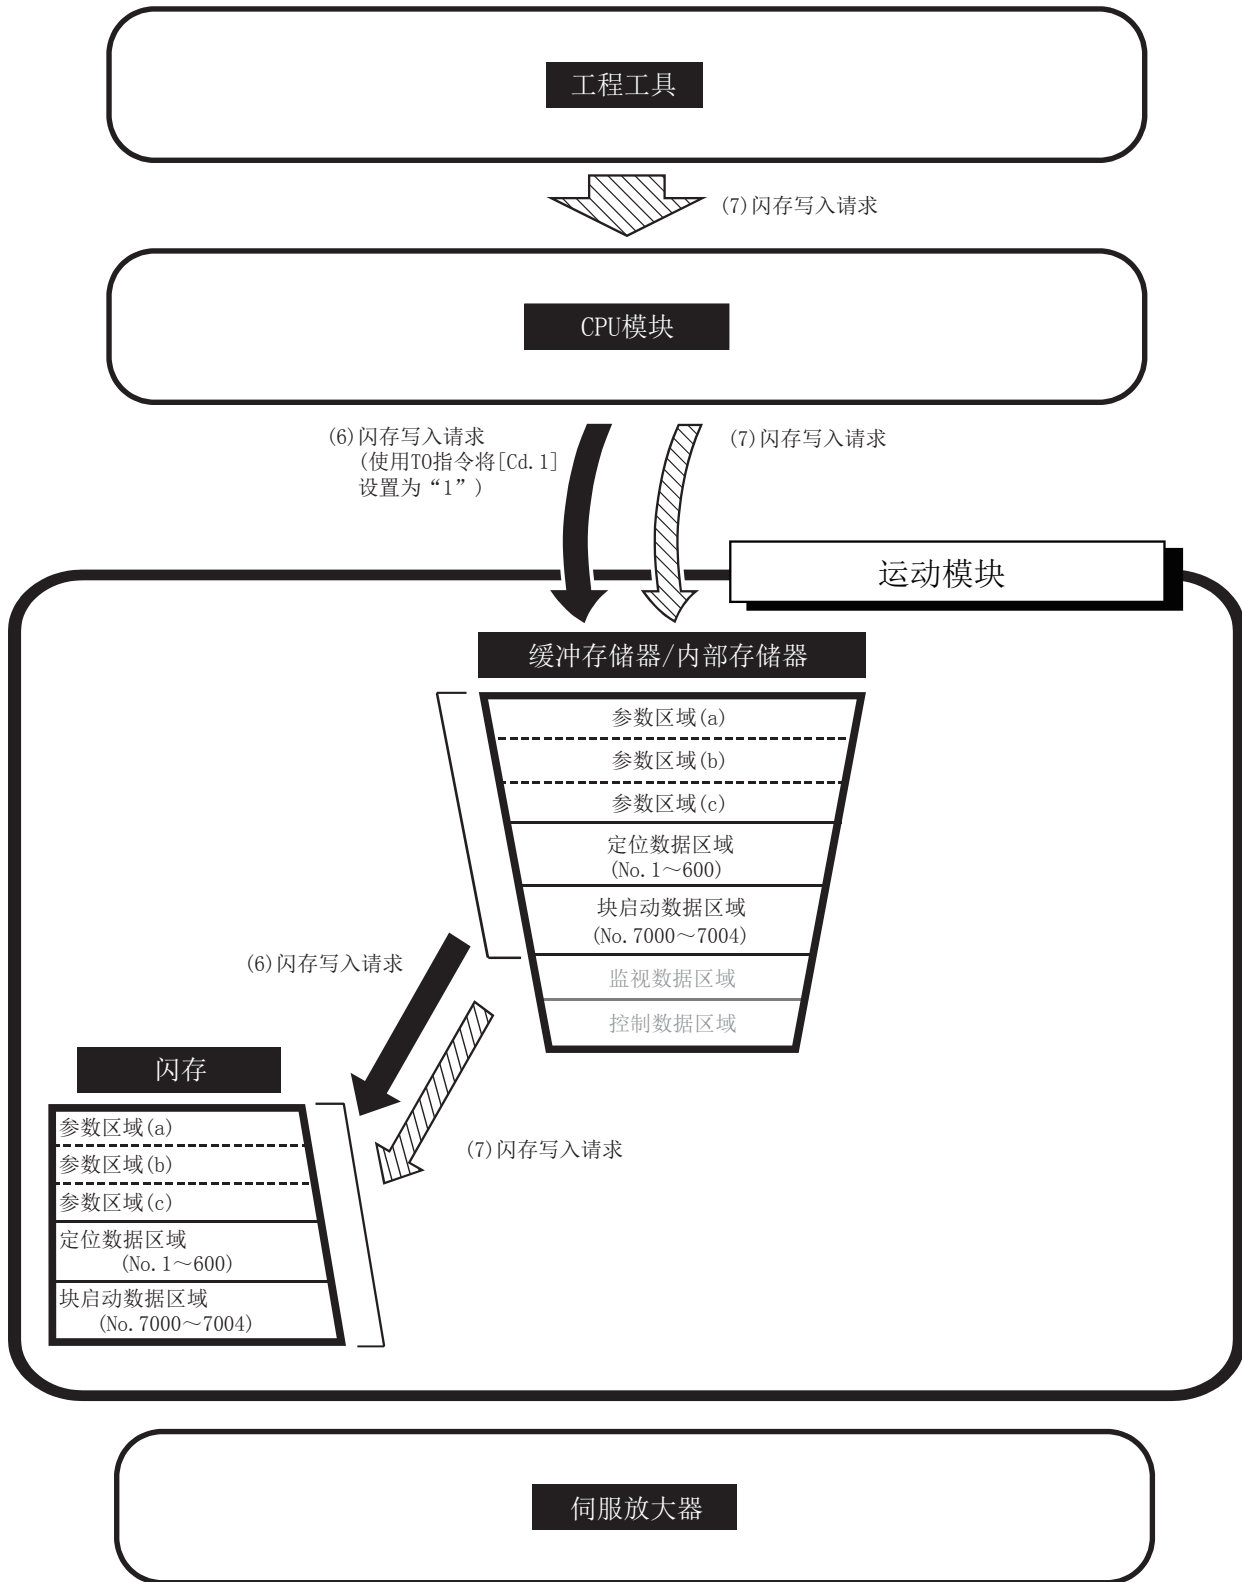 工程工具
(7)闪存写入请求
CPU模块
(6)闪存写入请求
(使用TO指令将[Cd.1]
设置为“1”)
(7)闪存写入请求
运动模块
缓冲存储器/内部存储器
参数区域(a)
参数区域(b)
参数区域(c)
定位数据区域
(No.1～600)
块启动数据区域
(No.7000～7004)
监视数据区域
控制数据区域
(6)闪存写入请求
(7)闪存写入请求
闪存
参数区域(a)
参数区域(b)
参数区域(c)
定位数据区域
(No.1～600)
块启动数据区域
(No.7000～7004)
伺服放大器